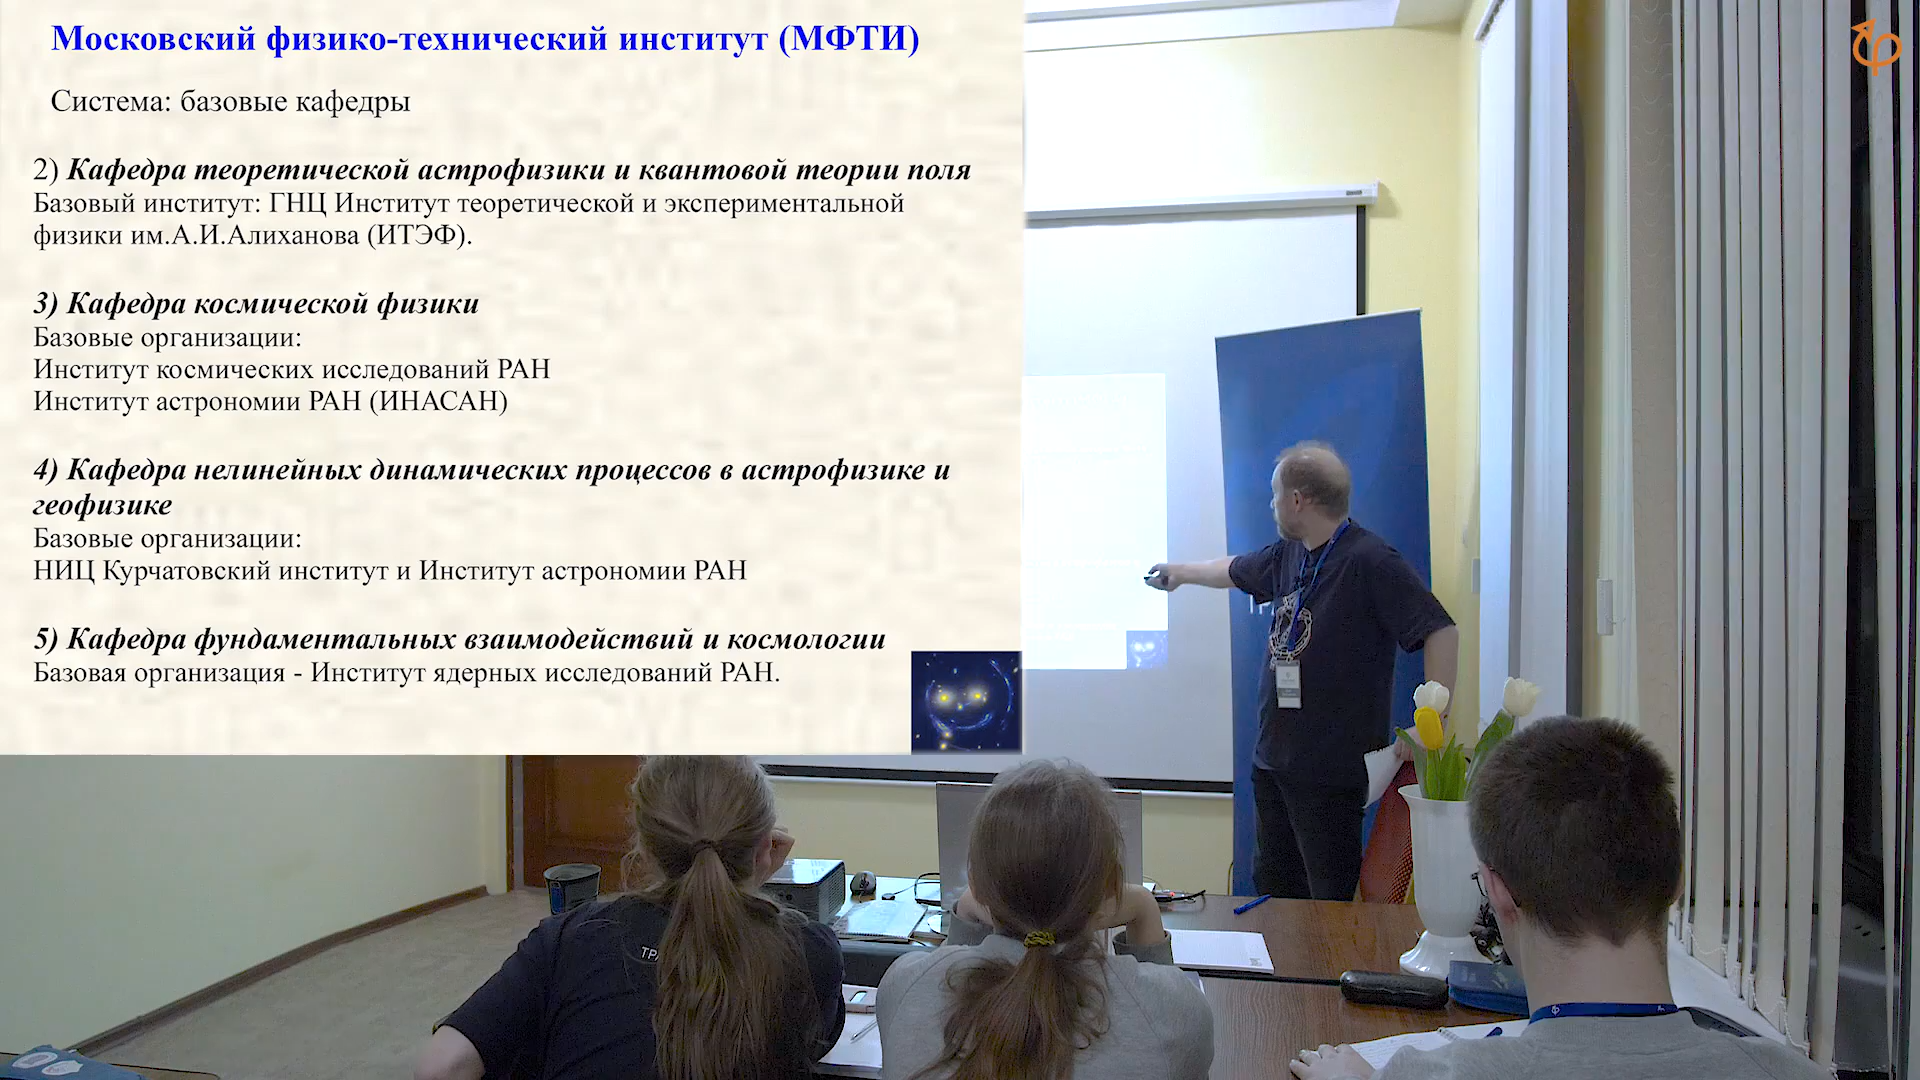 Московский физико-технический институт (МФТИ)
Система: базовые кафедры
2) Кафедра теоретической астрофизики и квантовой теории поля
Базовый институт: ГНЦ Институт теоретической и экспериментальной
физики им.А.И.Алиханова (ИТЭФ).
3) Кафедра космической физики
Базовые организации:
Институт космических исследований РАН
Институт астрономии РАН (ИНАСАН)
4) Кафедра нелинейных динамических процессов в астрофизике и
геофизике
Базовые организации:
НИЦ Курчатовский институт и Институт астрономии РАН
5) Кафедра фундаментальных взаимодействий и космологии
Базовая организация - Институт ядерных исследований РАН.